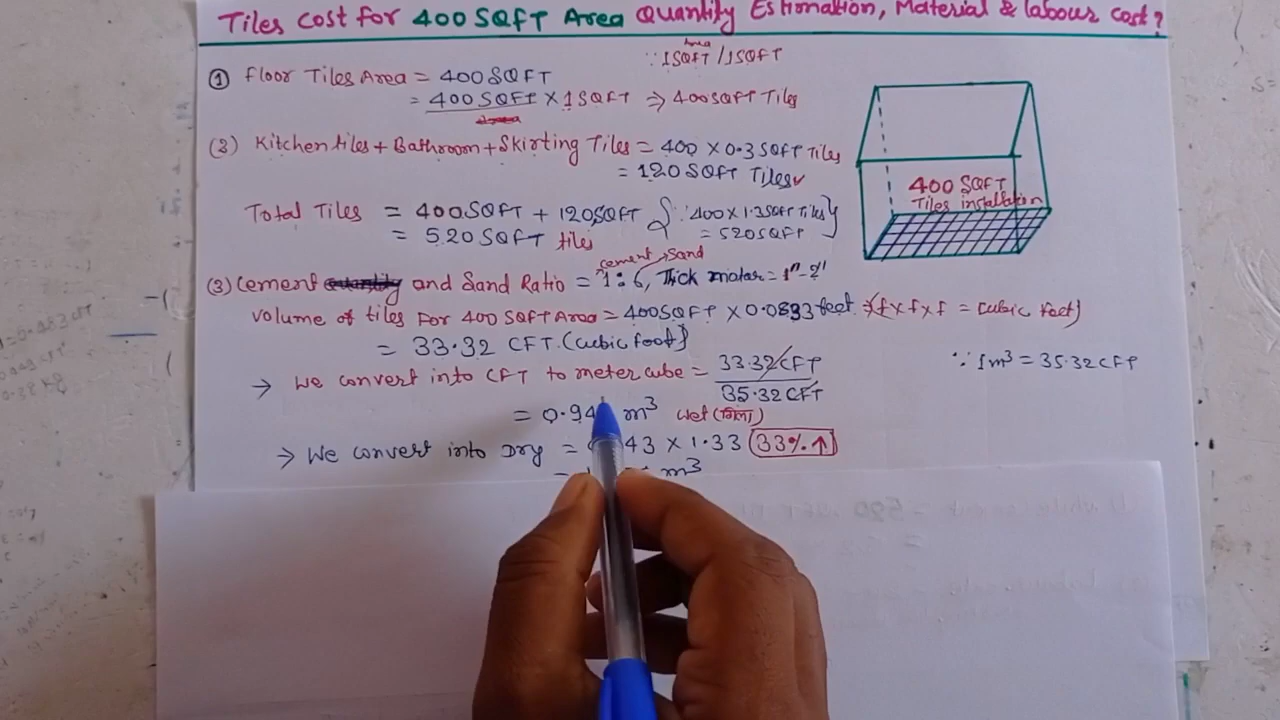 Tiles Cost for 400 SQFT Area Quantity Estimation, Material & labour cost?
① Floor Tiles Area = 400 SQFT
∵ 1SQFT Area / 1SQFT
= 400 SQFT × 1 SQFT ⇒ 400 SQFT Tiles
(2) Kitchen tiles + Bathroom + Skirting Tiles = 400 × 0.3 SQFT Tiles
= 120 SQFT Tiles✓
Total Tiles = 400 SQFT + 120 SQFT { ∵ 400 × 1.3 SQFT Tiles }
= 520 SQFT tiles
= 520 SQFT
400 SQFT
Tiles installation
cement → sand
(3) Cement and Sand Ratio = 1:6, Thick motar = 1"-2"
Volume of tiles For 400 SQFT Area = 400 SQFT × 0.0833 feet ∵ {f × f × f = cubic feet}
= 33.32 CFT (cubic foot)
→ We convert into CFT to meter cube = 33.32 CFT
35.32 CFT
∵ 1m³ = 35.32 CFT
= 0.94 m³ wet (गिला)
→ We convert into Dry = 43 × 1.33 33%↑
= m³